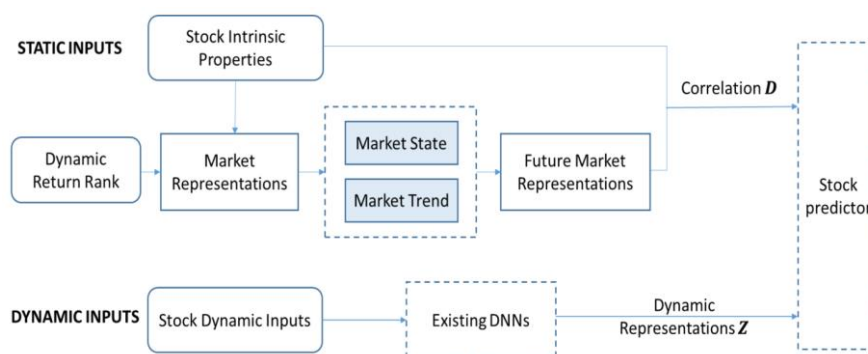 STATIC INPUTS
Stock Intrinsic
Properties
Correlation D
Dynamic
Return Rank
Market
Representations
Market State
Market Trend
Future Market
Representations
Stock
predictor
DYNAMIC INPUTS
Stock Dynamic Inputs
Existing DNNs
Dynamic
Representations Z